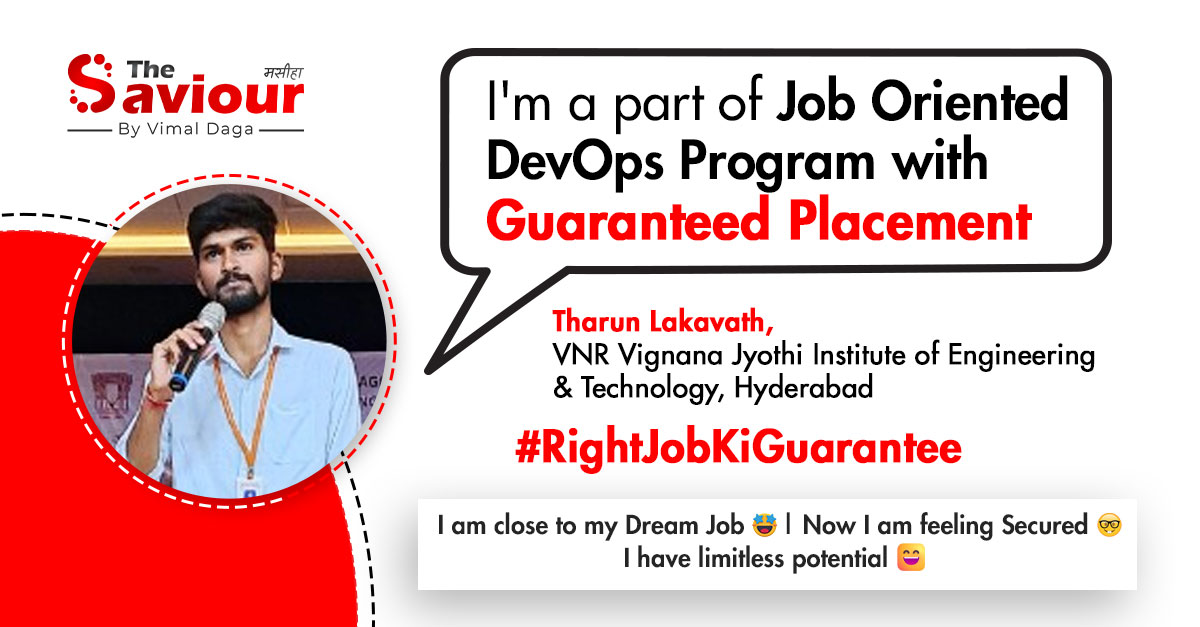 The
मसीहा
Saviour
By Vimal Daga
I'm a part of Job Oriented
DevOps Program with
Guaranteed Placement
Tharun Lakavath,
VNR Vignana Jyothi Institute of Engineering
& Technology, Hyderabad
#RightJobKiGuarantee
I am close to my Dream Job 🤩 | Now I am feeling Secured 🤓
I have limitless potential 😄